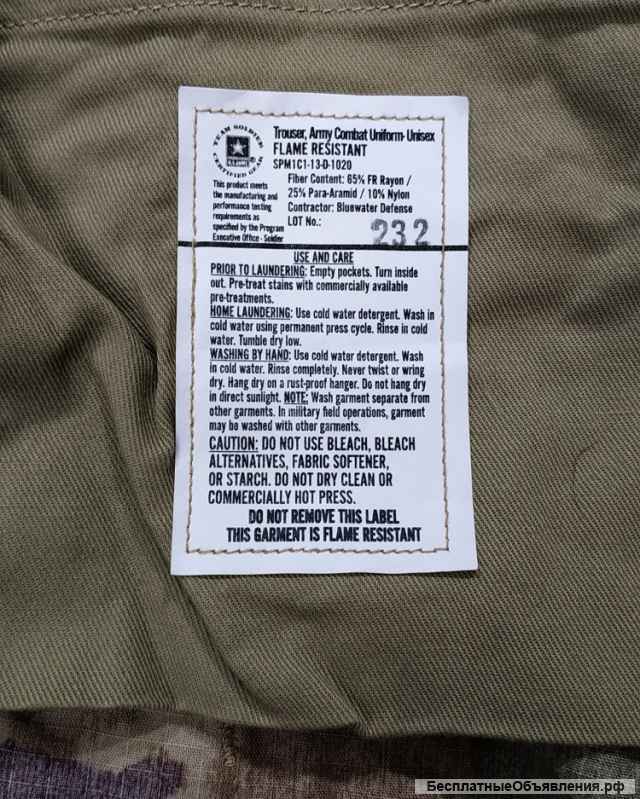 TEAM SOLDIER
CERTIFIED GEAR
Trouser, Army Combat Uniform- Unisex
FLAME RESISTANT
SPM1C1-13-D-1020
Fiber Content: 65% FR Rayon /
25% Para-Aramid / 10% Nylon
Contractor: Bluewater Defense
LOT No.: 232
This product meets
the manufacturing and
performance testing
requirements as
specified by the Program
Executive Office - Soldier
USE AND CARE
PRIOR TO LAUNDERING: Empty pockets. Turn inside
out. Pre-treat stains with commercially available
pre-treatments.
HOME LAUNDERING: Use cold water detergent. Wash in
cold water using permanent press cycle. Rinse in cold
water. Tumble dry low.
WASHING BY HAND: Use cold water detergent. Wash
in cold water. Rinse completely. Never twist or wring
dry. Hang dry on a rust-proof hanger. Do not hang dry
in direct sunlight. NOTE: Wash garment separate from
other garments. In military field operations, garment
may be washed with other garments.
CAUTION: DO NOT USE BLEACH, BLEACH
ALTERNATIVES, FABRIC SOFTENER,
OR STARCH. DO NOT DRY CLEAN OR
COMMERCIALLY HOT PRESS.
DO NOT REMOVE THIS LABEL
THIS GARMENT IS FLAME RESISTANT
БесплатныеОбъявления.рф